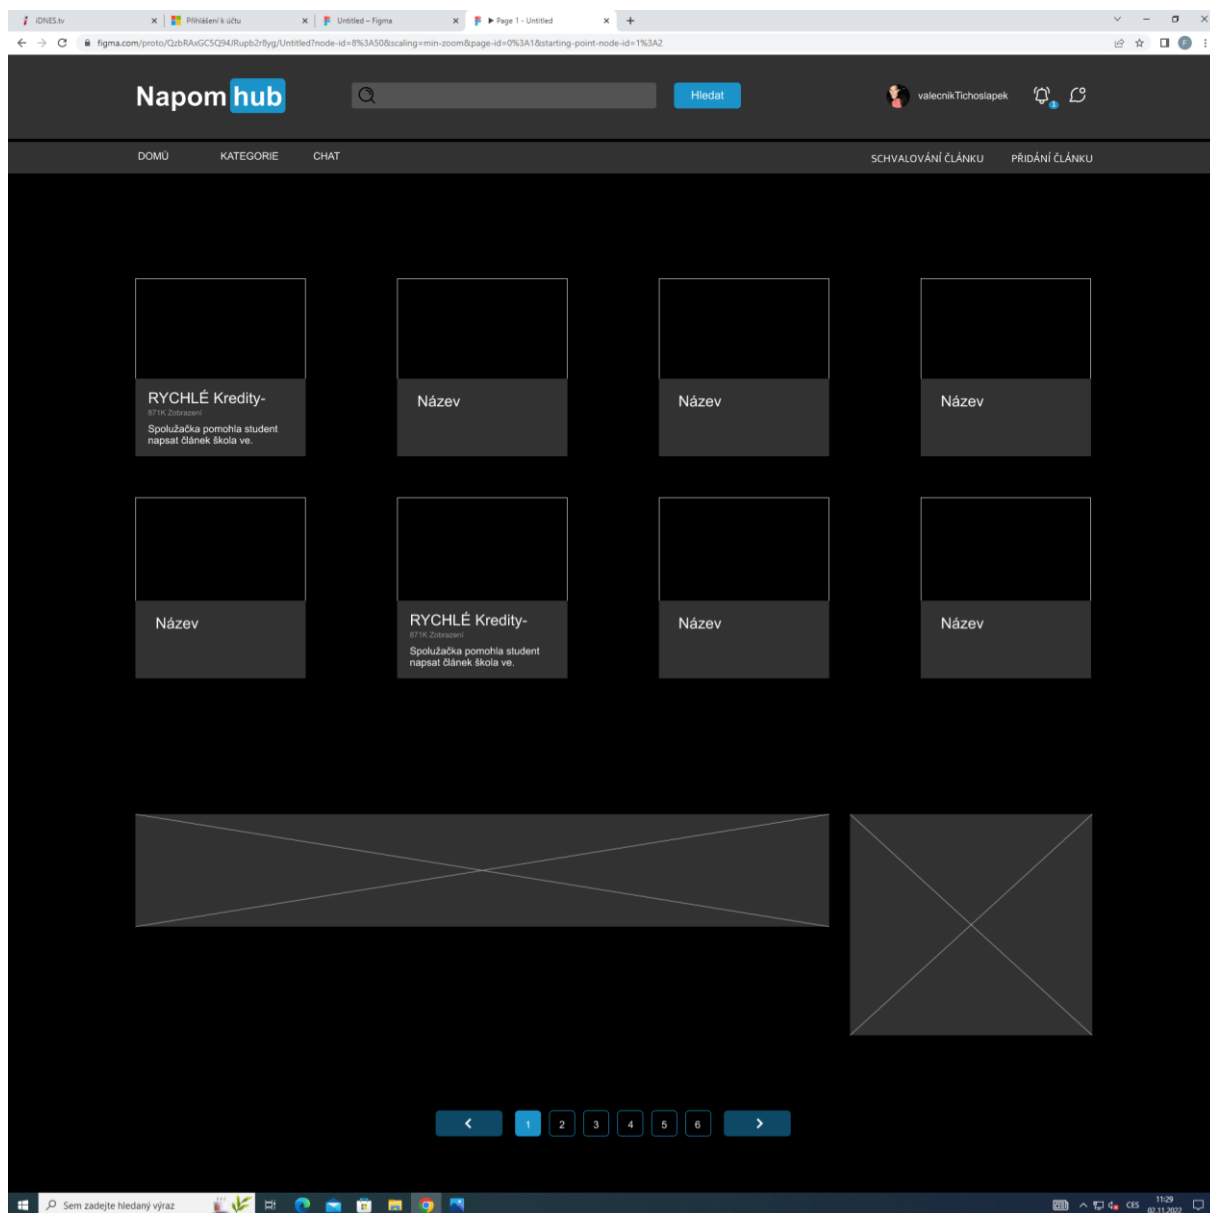 iDNES.tv
Přihlášení k účtu
Untitled – Figma
Page 1 - Untitled
figma.com/proto/QzbRAxGC5Q94JRupb2r8yg/Untitled?node-id=8%3A50&scaling=min-zoom&page-id=0%3A1&starting-point-node-id=1%3A2
Napom hub
Hledat
valecnikTichoslapek
1
DOMŮ
KATEGORIE
CHAT
SCHVALOVÁNÍ ČLÁNKU
PŘIDÁNÍ ČLÁNKU
RYCHLÉ Kredity-
871K Zobrazení
Spolužačka pomohla student
napsat článek škola ve.
Název
Název
Název
Název
RYCHLÉ Kredity-
871K Zobrazení
Spolužačka pomohla student
napsat článek škola ve.
Název
Název
1
2
3
4
5
6
Sem zadejte hledaný výraz
CES
11:29
02.11.2022